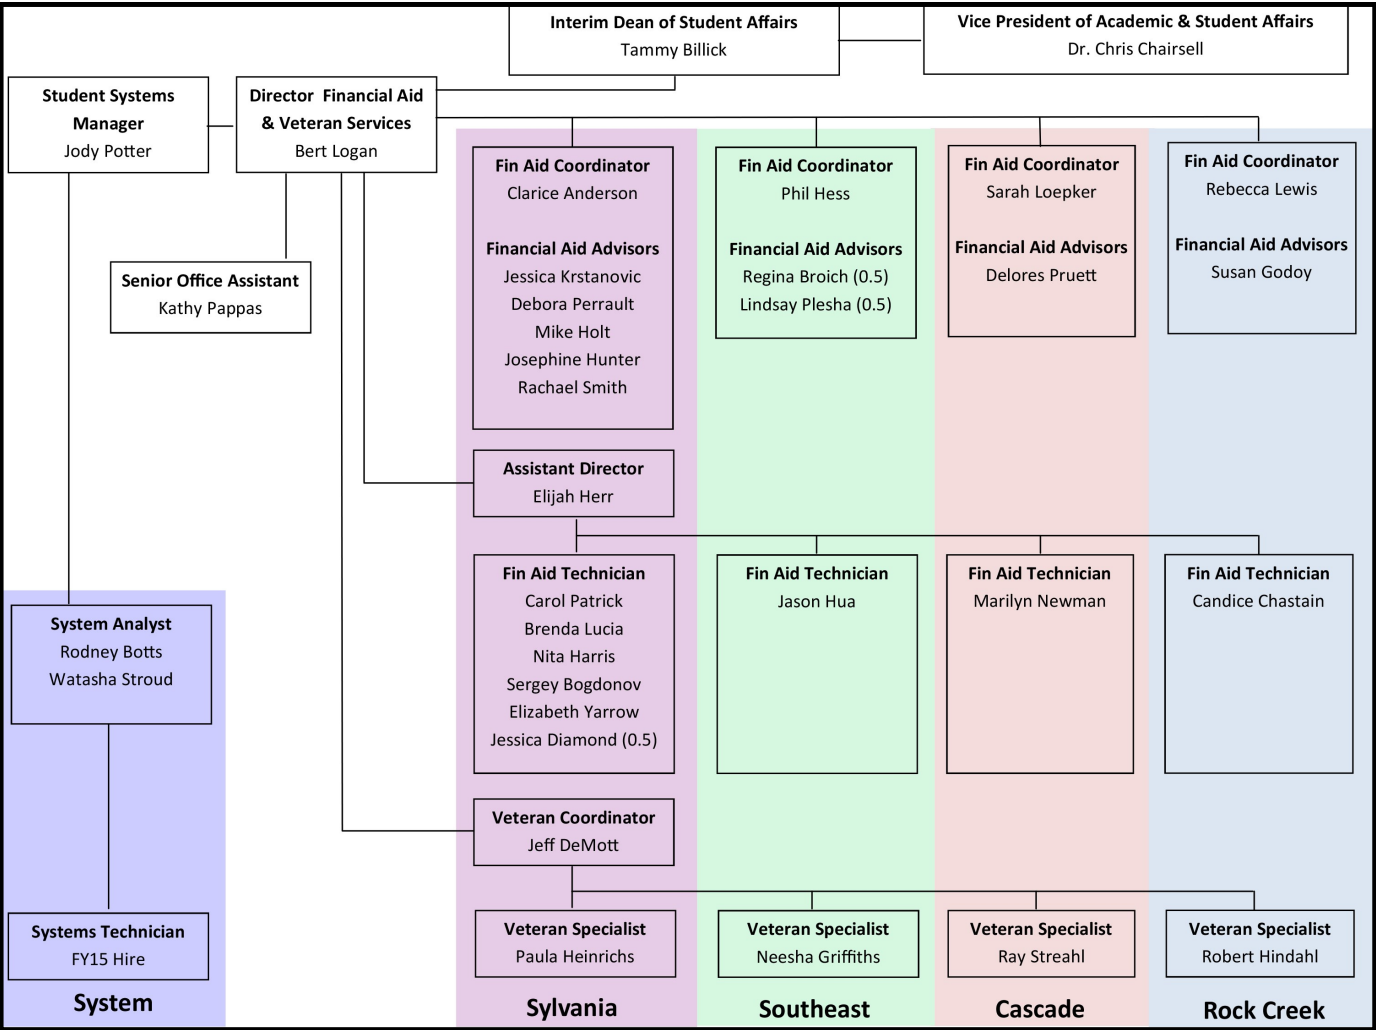 Interim Dean of Student Affairs
Tammy Billick
Vice President of Academic & Student Affairs
Dr. Chris Chairsell
Student Systems
Manager
Jody Potter
Director  Financial Aid
& Veteran Services
Bert Logan
Senior Office Assistant
Kathy Pappas
Fin Aid Coordinator
Clarice Anderson
Financial Aid Advisors
Jessica Krstanovic
Debora Perrault
Mike Holt
Josephine Hunter
Rachael Smith
Fin Aid Coordinator
Phil Hess
Financial Aid Advisors
Regina Broich (0.5)
Lindsay Plesha (0.5)
Fin Aid Coordinator
Sarah Loepker
Financial Aid Advisors
Delores Pruett
Fin Aid Coordinator
Rebecca Lewis
Financial Aid Advisors
Susan Godoy
Assistant Director
Elijah Herr
Fin Aid Technician
Carol Patrick
Brenda Lucia
Nita Harris
Sergey Bogdonov
Elizabeth Yarrow
Jessica Diamond (0.5)
Fin Aid Technician
Jason Hua
Fin Aid Technician
Marilyn Newman
Fin Aid Technician
Candice Chastain
System Analyst
Rodney Botts
Watasha Stroud
Veteran Coordinator
Jeff DeMott
Systems Technician
FY15 Hire
Veteran Specialist
Paula Heinrichs
Veteran Specialist
Neesha Griffiths
Veteran Specialist
Ray Streahl
Veteran Specialist
Robert Hindahl
System
Sylvania
Southeast
Cascade
Rock Creek